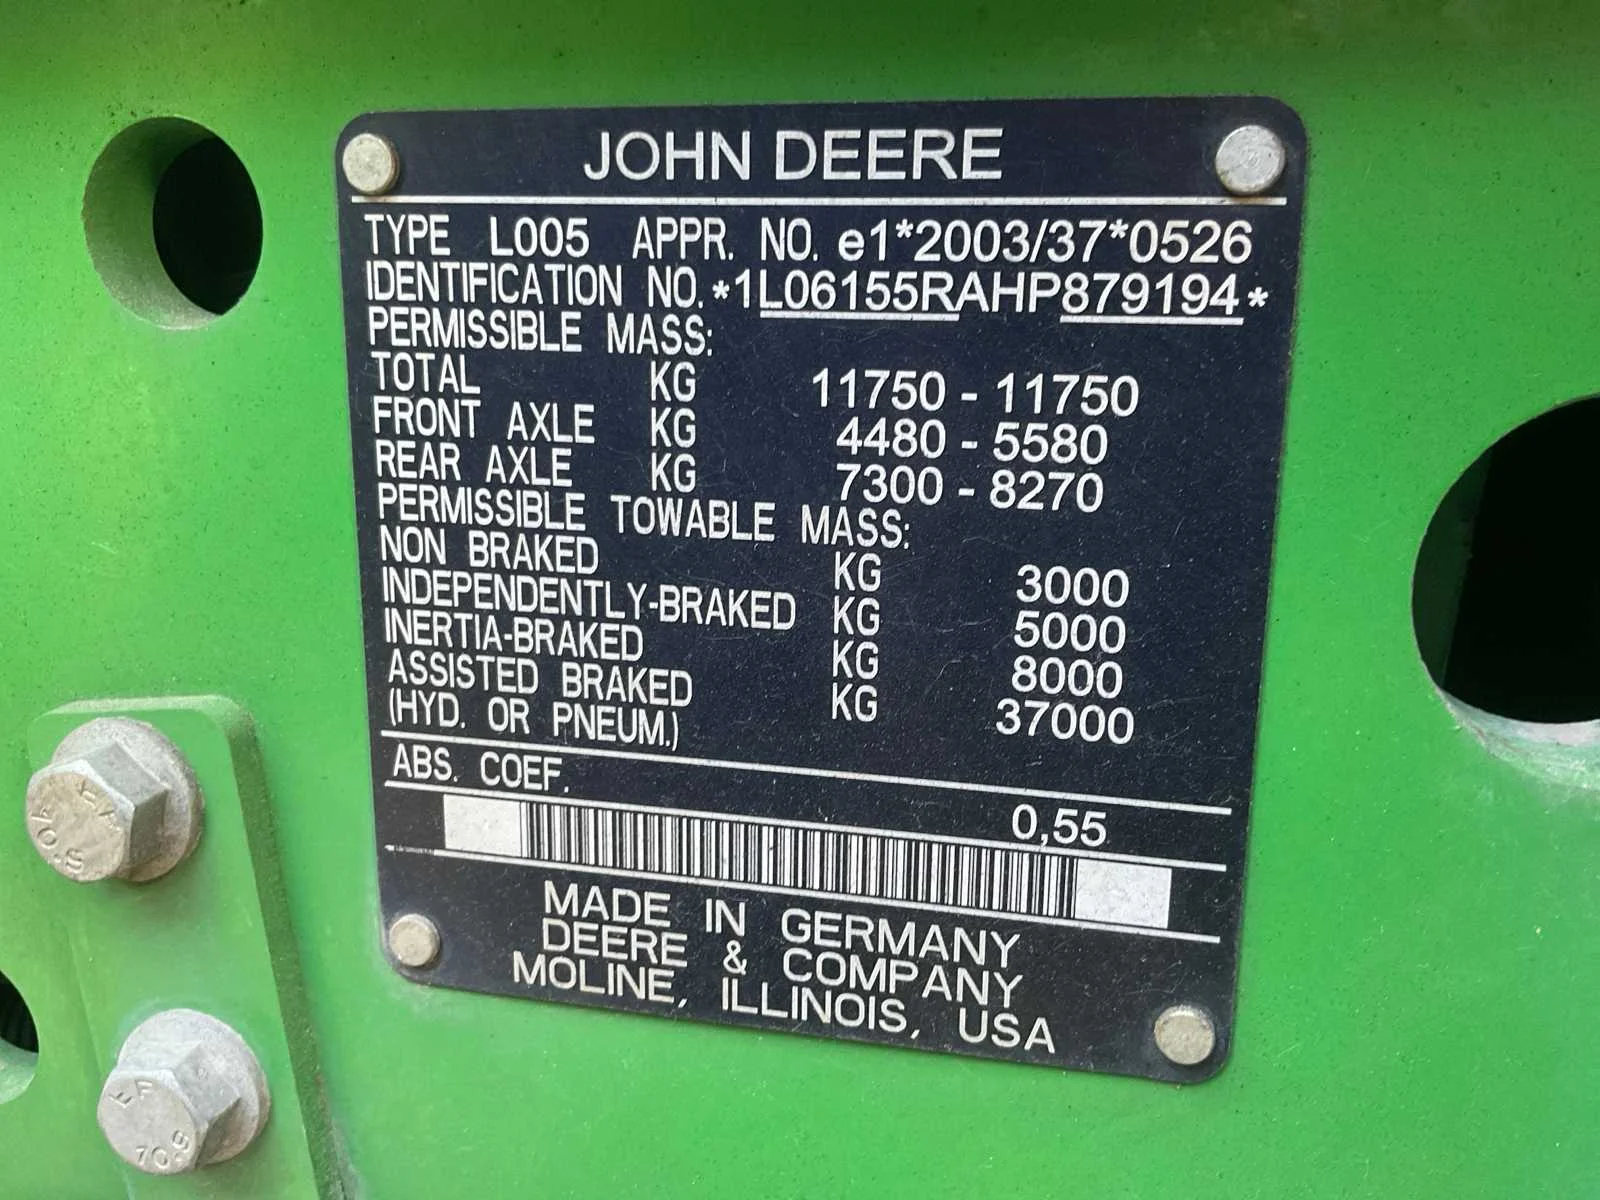 JOHN DEERE
TYPE L005 APPR. NO. e1*2003/37*0526
IDENTIFICATION NO. *1L06155RAHP879194*
PERMISSIBLE MASS:
TOTAL KG 11750 - 11750
FRONT AXLE KG 4480 - 5580
REAR AXLE KG 7300 - 8270
PERMISSIBLE TOWABLE MASS:
NON BRAKED KG 3000
INDEPENDENTLY-BRAKED KG 5000
INERTIA-BRAKED KG 8000
ASSISTED BRAKED KG 37000
(HYD. OR PNEUM.)
ABS. COEF. 0,55
MADE IN GERMANY
DEERE & COMPANY
MOLINE, ILLINOIS, USA
EF
10.9